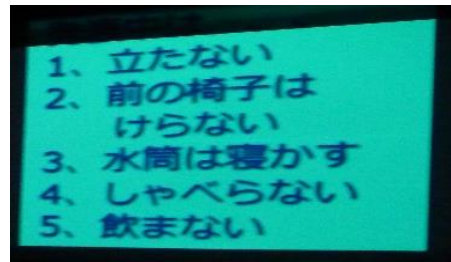 1、立たない
2、前の椅子は
けらない
3、水筒は寝かす
4、しゃべらない
5、飲まない